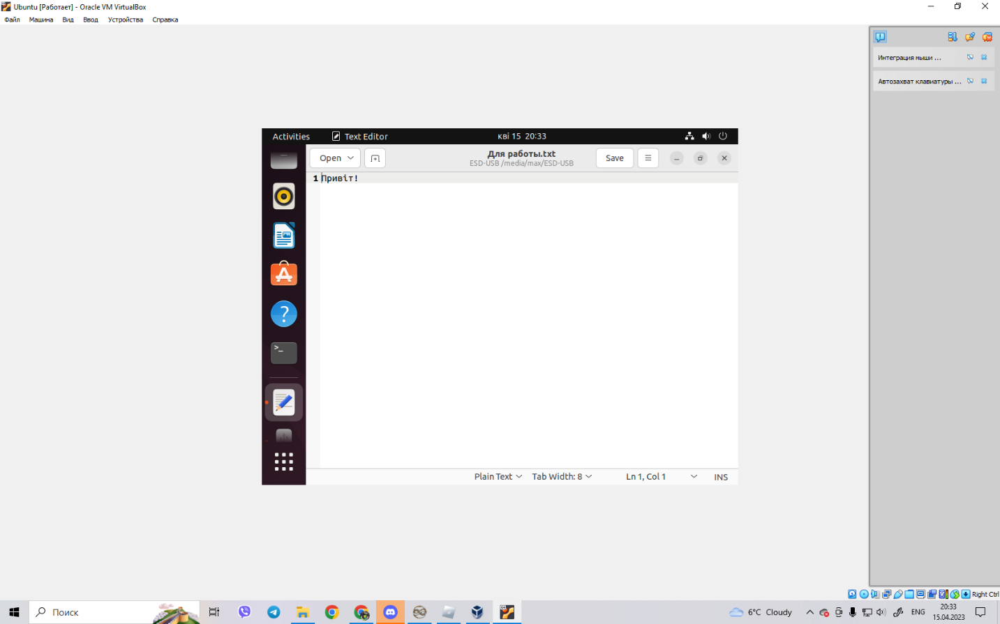 Ubuntu [Работает] - Oracle VM VirtualBox
Файл Машина Вид Ввод Устройства Справка
Интеграция мыши ...
Автозахват клавиатуры ...
Activities Text Editor кві 15 20:33
Open Для работы.txt Save
ESD-USB /media/max/ESD-USB
1 Привіт!
Plain Text Tab Width: 8 Ln 1, Col 1 INS
Right Ctrl
Поиск 6°C Cloudy ENG 20:33
15.04.2023